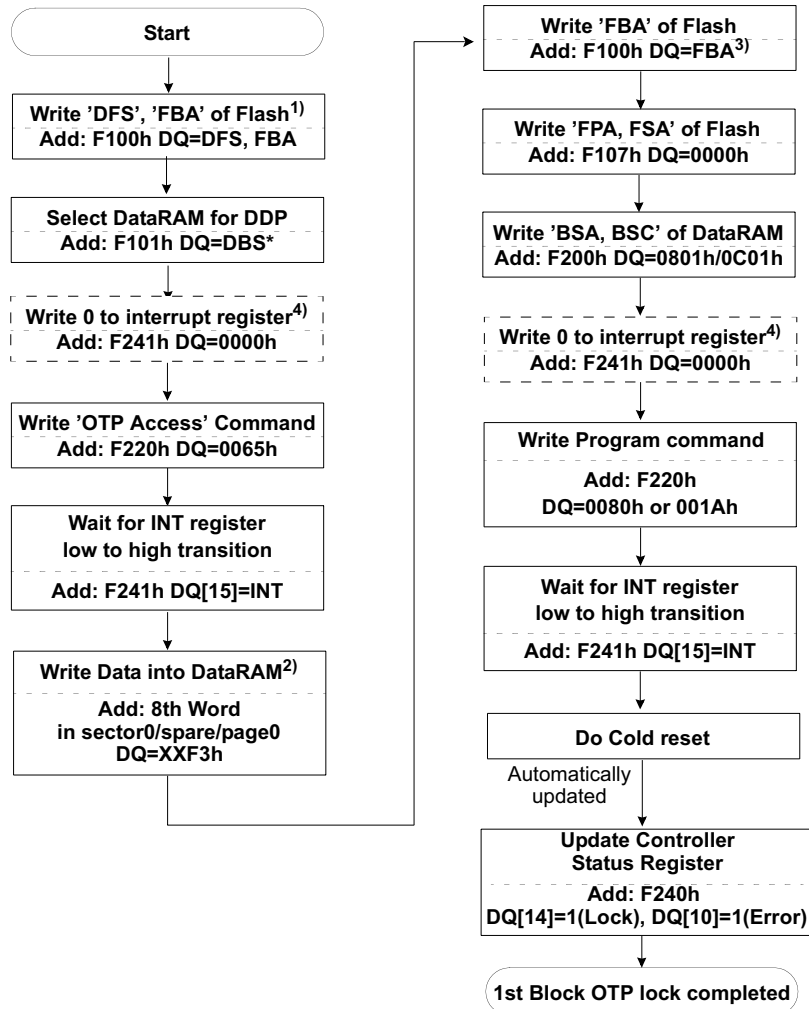 Start
Write 'DFS', 'FBA' of Flash1)
Add: F100h DQ=DFS, FBA
Select DataRAM for DDP
Add: F101h DQ=DBS*
Write 0 to interrupt register4)
Add: F241h DQ=0000h
Write 'OTP Access' Command
Add: F220h DQ=0065h
Wait for INT register
low to high transition
Add: F241h DQ[15]=INT
Write Data into DataRAM2)
Add: 8th Word
in sector0/spare/page0
DQ=XXF3h
Write 'FBA' of Flash
Add: F100h DQ=FBA3)
Write 'FPA, FSA' of Flash
Add: F107h DQ=0000h
Write 'BSA, BSC' of DataRAM
Add: F200h DQ=0801h/0C01h
Write 0 to interrupt register4)
Add: F241h DQ=0000h
Write Program command
Add: F220h
DQ=0080h or 001Ah
Wait for INT register
low to high transition
Add: F241h DQ[15]=INT
Do Cold reset
Automatically
updated
Update Controller
Status Register
Add: F240h
DQ[14]=1(Lock), DQ[10]=1(Error)
1st Block OTP lock completed